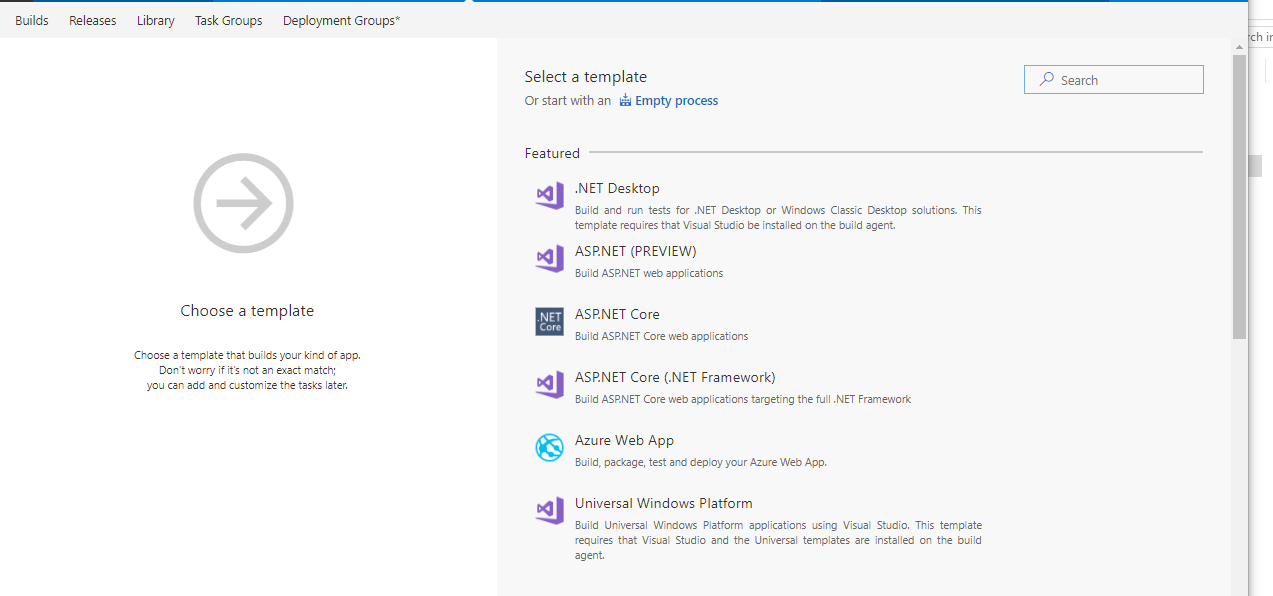 Builds Releases Library Task Groups Deployment Groups*
rch in
Select a template
Search
Or start with an Empty process
Featured
.NET Desktop
Build and run tests for .NET Desktop or Windows Classic Desktop solutions. This
template requires that Visual Studio be installed on the build agent.
ASP.NET (PREVIEW)
Build ASP.NET web applications
.NET
Core
ASP.NET Core
Build ASP.NET Core web applications
ASP.NET Core (.NET Framework)
Build ASP.NET Core web applications targeting the full .NET Framework
Azure Web App
Build, package, test and deploy your Azure Web App.
Universal Windows Platform
Build Universal Windows Platform applications using Visual Studio. This template
requires that Visual Studio and the Universal templates are installed on the build
agent.
Choose a template
Choose a template that builds your kind of app.
Don't worry if it's not an exact match;
you can add and customize the tasks later.